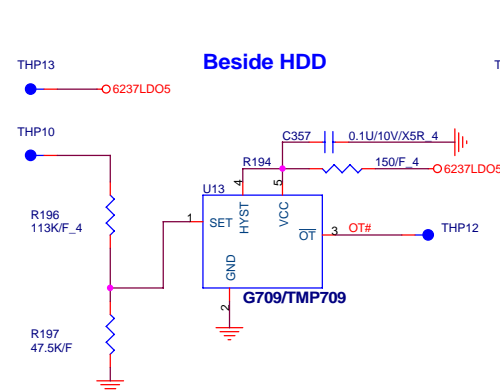 Beside HDD
THP13
T
6237LDO5
THP10
C357
0.1U/10V/X5R_4
R194
150/F_4
6237LDO5
4
5
U13
1
SET
HYST
VCC
OT
3
OT#
THP12
R196
113K/F_4
GND
2
G709/TMP709
R197
47.5K/F